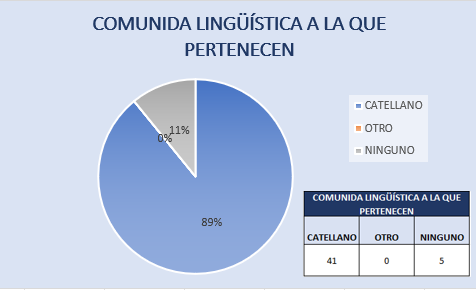 COMUNIDA LINGÜÍSTICA A LA QUE
PERTENECEN
11%
0%
89%
CATELLANO
OTRO
NINGUNO
COMUNIDA LINGÜÍSTICA A LA QUE
PERTENECEN
CATELLANO OTRO NINGUNO
41 0 5